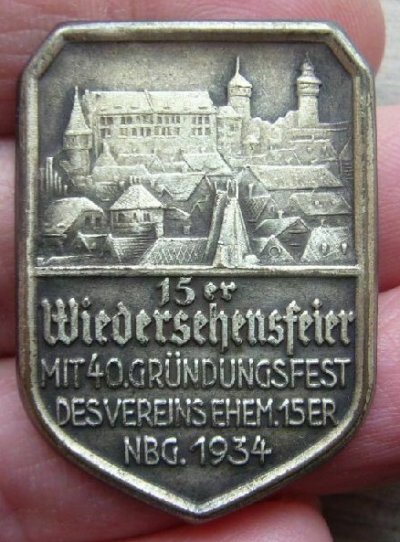 15er
Wiedersehensfeier
MIT 40. GRÜNDUNGSFEST
DES VEREINS EHEM. 15ER
NBG. 1934